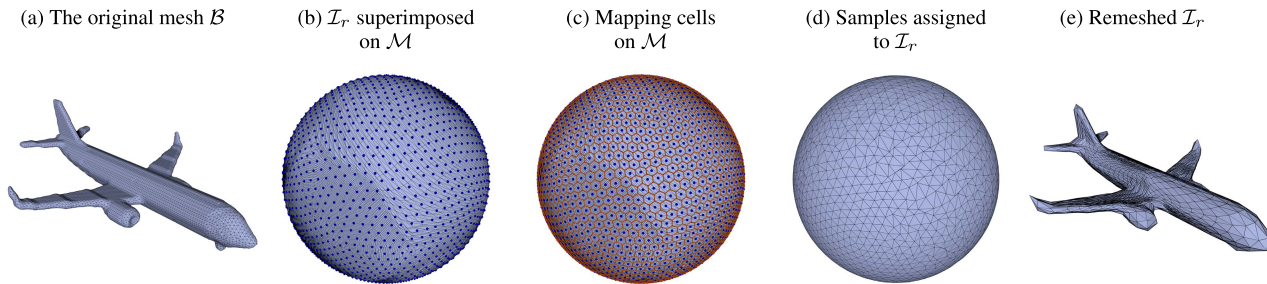 (a) The original mesh ℬ
(b) ℐᵣ superimposed
on ℳ
(c) Mapping cells
on ℳ
(d) Samples assigned
to ℐᵣ
(e) Remeshed ℐᵣ